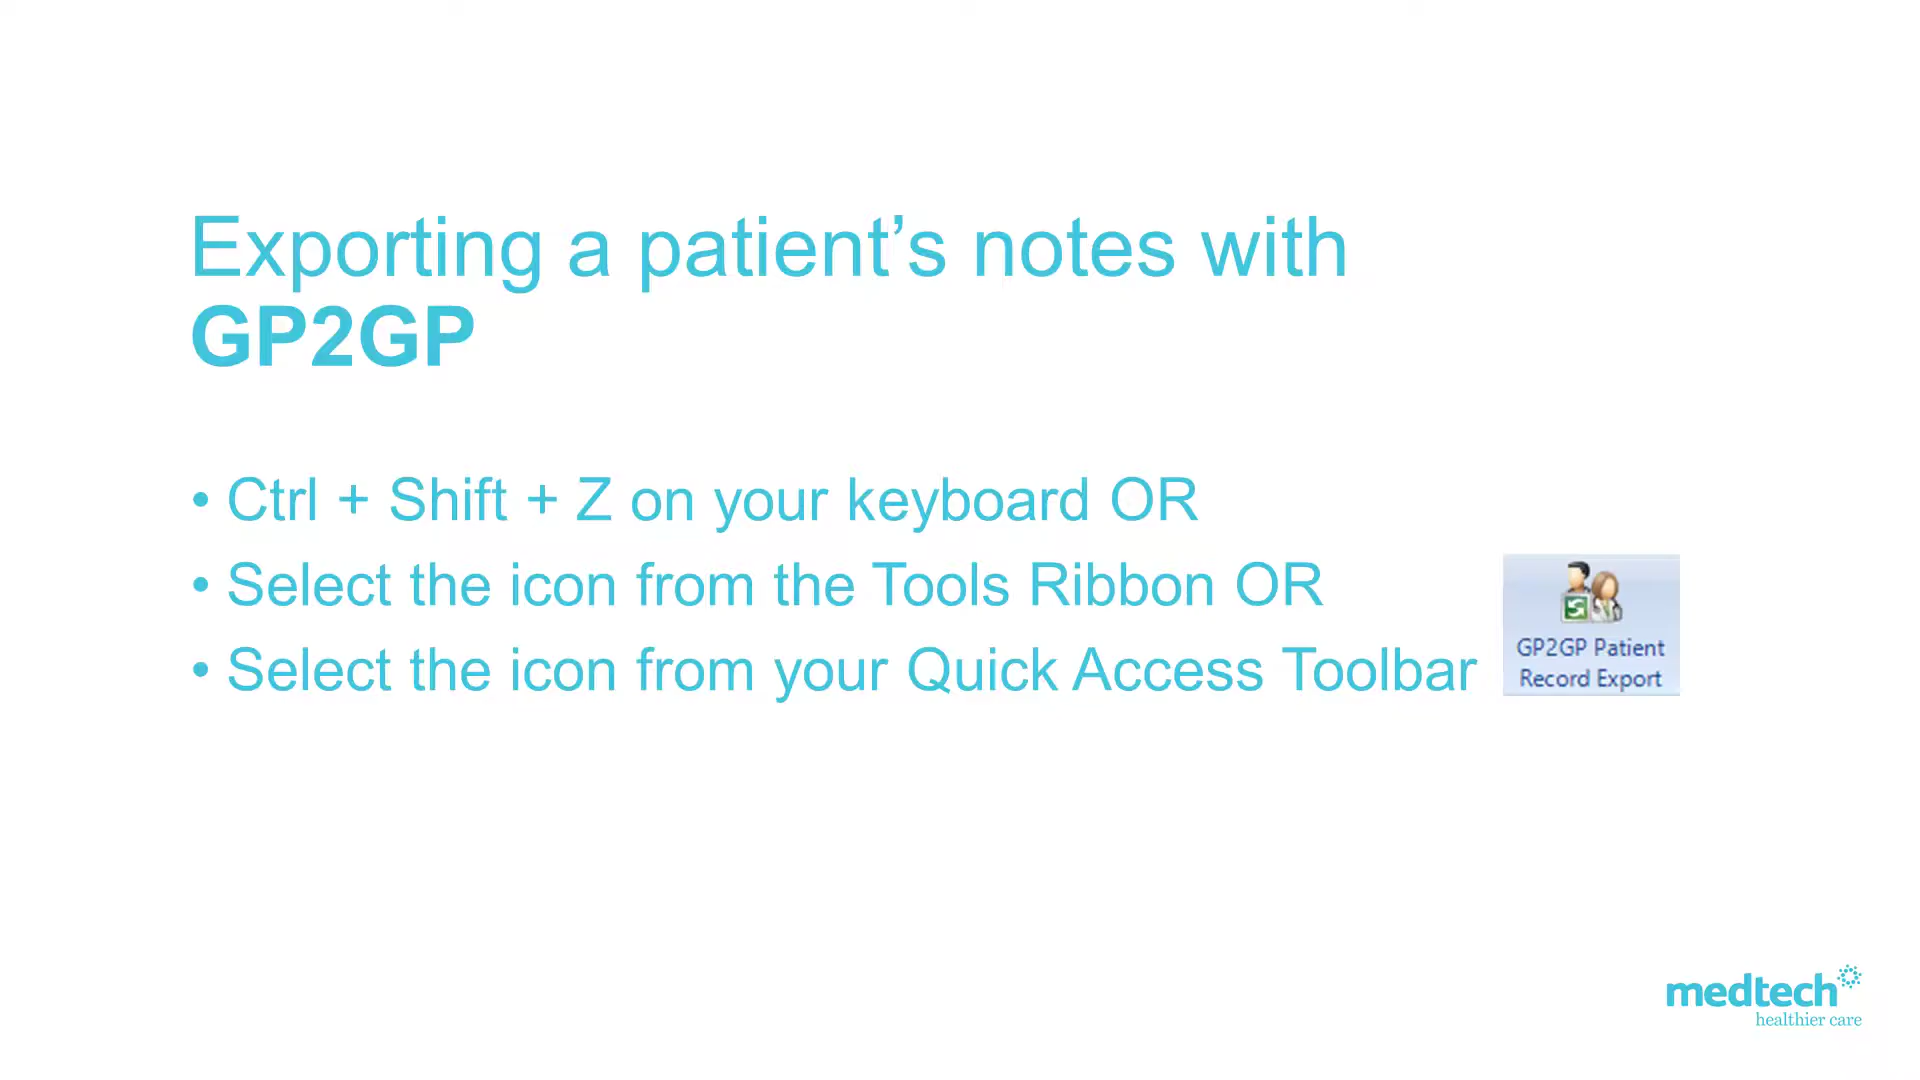 Exporting a patient’s notes with
GP2GP
• Ctrl + Shift + Z on your keyboard OR
• Select the icon from the Tools Ribbon OR
• Select the icon from your Quick Access Toolbar
GP2GP Patient
Record Export
medtech
healthier care